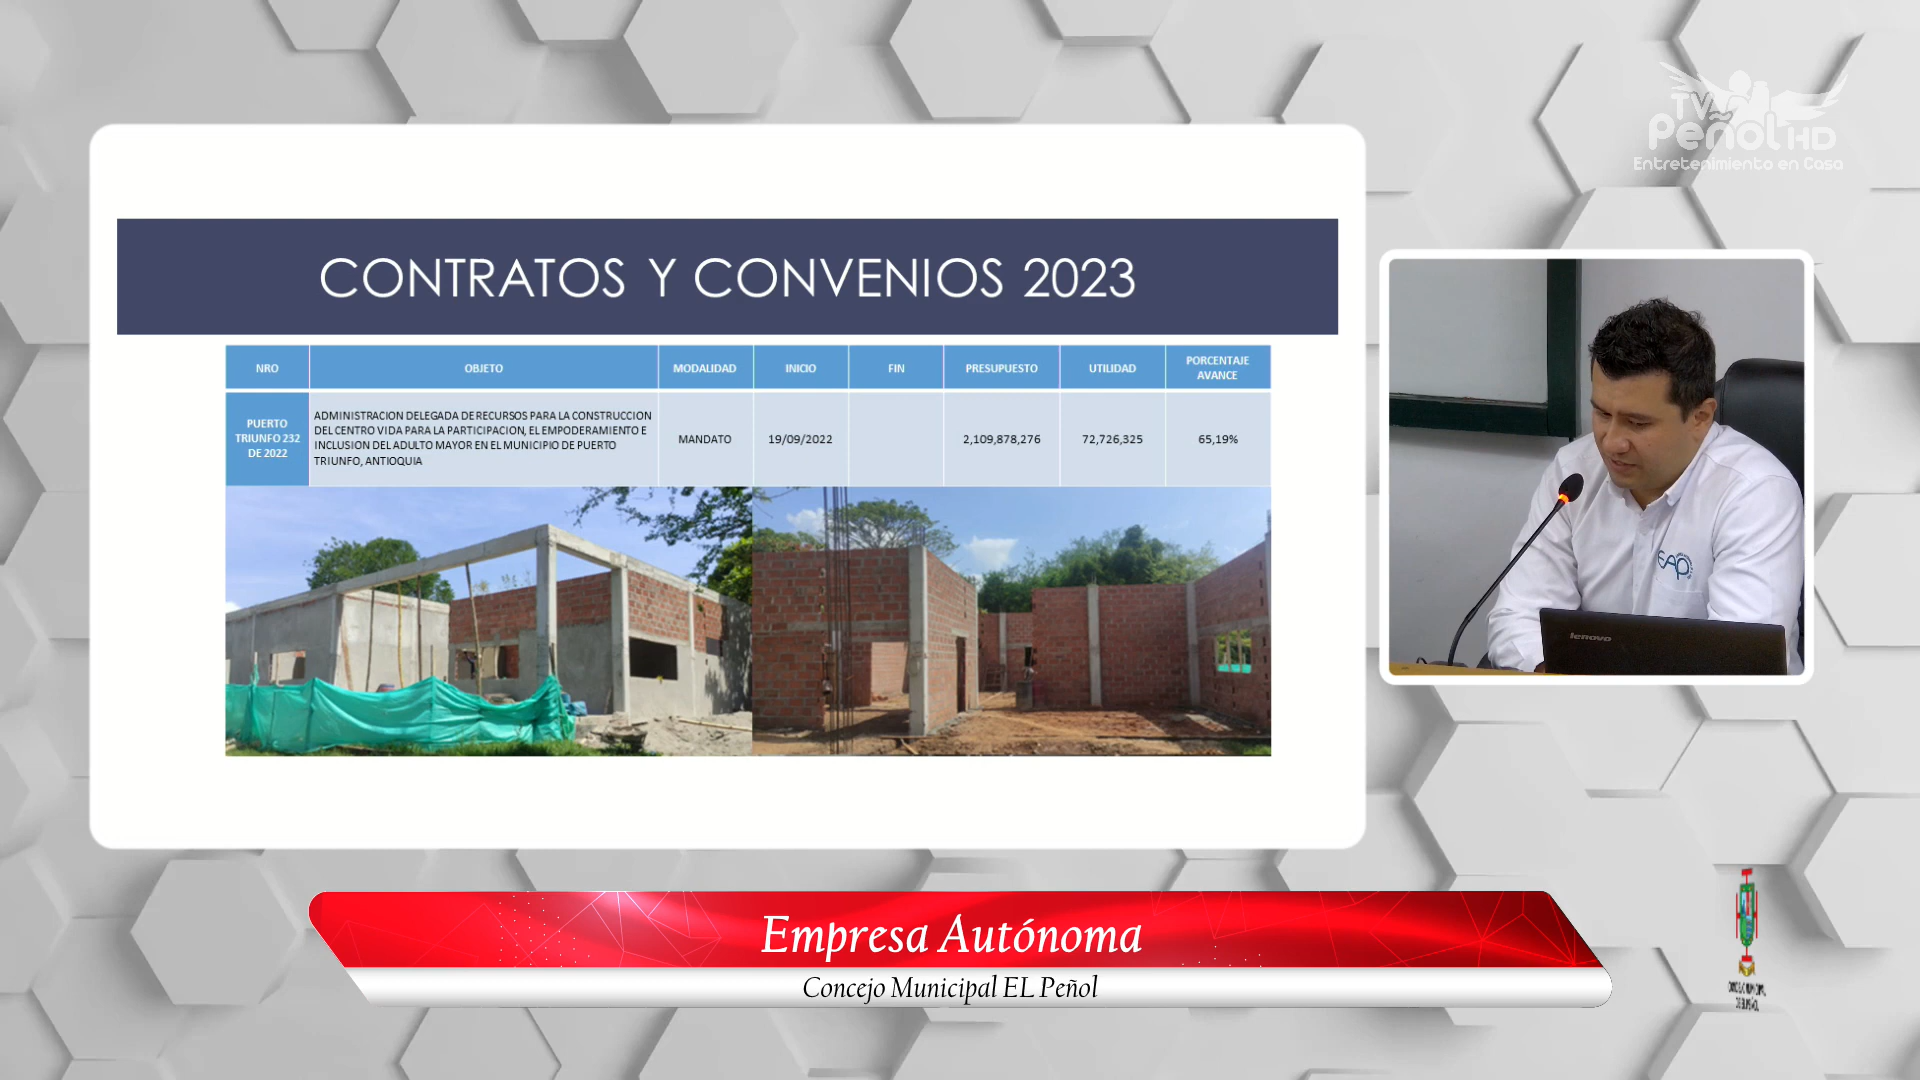 TV
Peñol HD
Entretenimiento en Casa
CONTRATOS Y CONVENIOS 2023
NRO
OBJETO
MODALIDAD
INICIO
FIN
PRESUPUESTO
UTILIDAD
PORCENTAJE
AVANCE
PUERTO
TRIUNFO 232
DE 2022
ADMINISTRACION DELEGADA DE RECURSOS PARA LA CONSTRUCCION
DEL CENTRO VIDA PARA LA PARTICIPACION, EL EMPODERAMIENTO E
INCLUSION DEL ADULTO MAYOR EN EL MUNICIPIO DE PUERTO
TRIUNFO, ANTIOQUIA
MANDATO
19/09/2022
2,109,878,276
72,726,325
65,19%
EAP
lenovo
Empresa Autónoma
Concejo Municipal EL Peñol